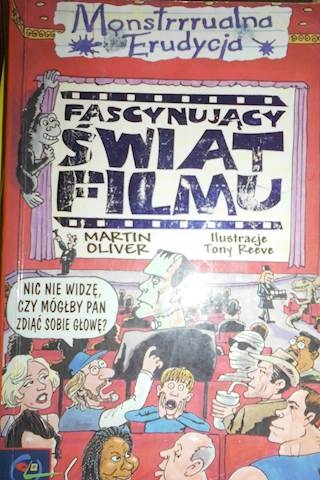 Monstrrrualna
Erudycja
FASCYNUJĄCY
ŚWIAT
FILMU
MARTIN
OLIVER
Ilustracje
Tony Reeve
NIC NIE WIDZĘ,
CZY MÓGŁBY PAN
ZDJĄĆ SOBIE GŁOWĘ?